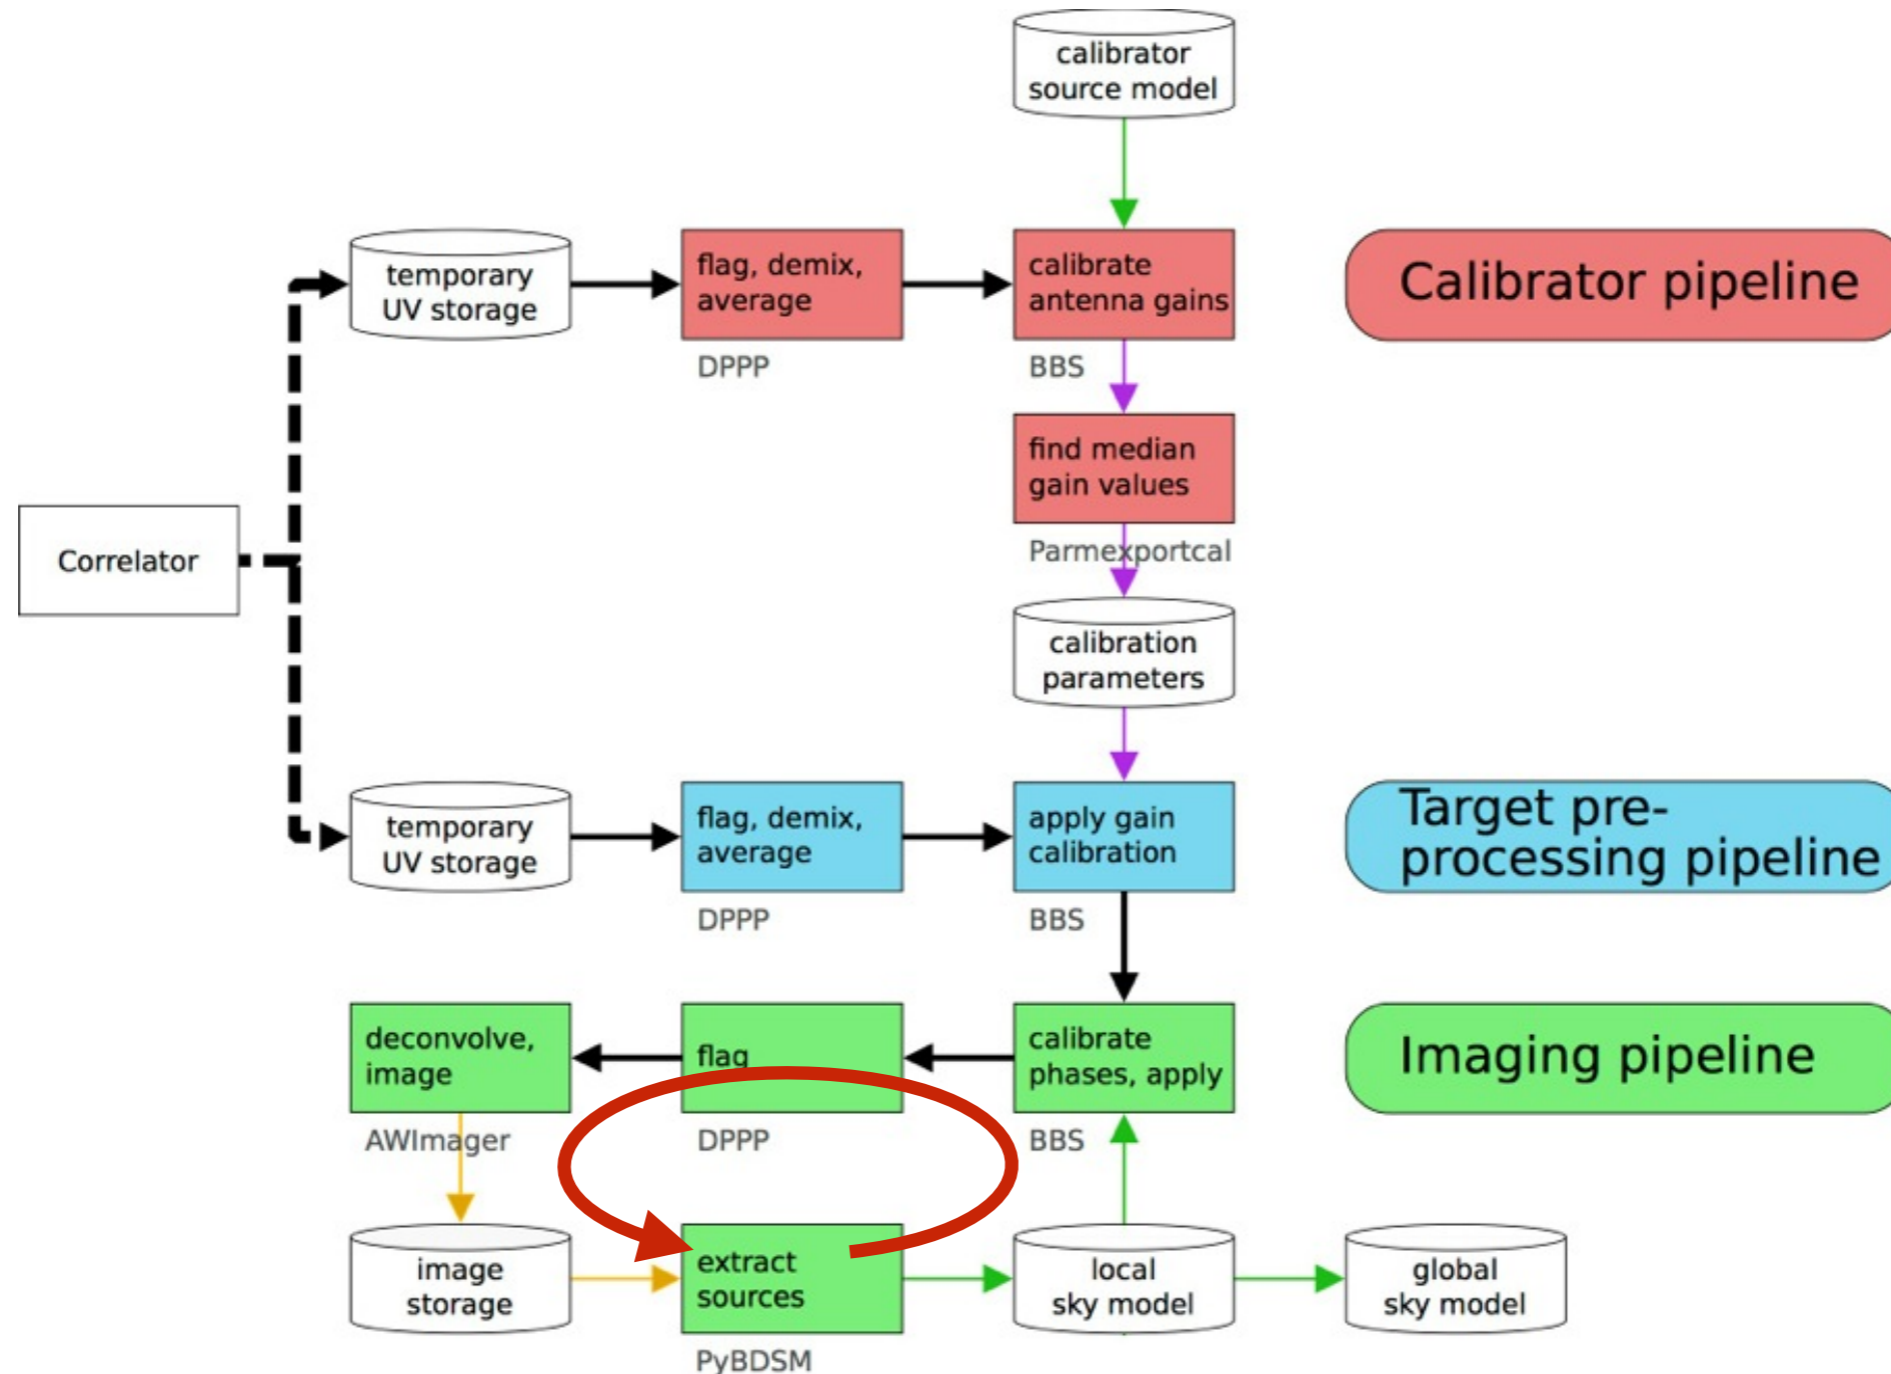 calibrator
source model
temporary
UV storage
flag, demix,
average
calibrate
antenna gains
Calibrator pipeline
DPPP
BBS
find median
gain values
Parmexportcal
Correlator
calibration
parameters
temporary
UV storage
flag, demix,
average
apply gain
calibration
Target pre-
processing pipeline
DPPP
BBS
deconvolve,
image
flag
calibrate
phases, apply
Imaging pipeline
AWImager
DPPP
BBS
image
storage
extract
sources
local
sky model
global
sky model
PyBDSM